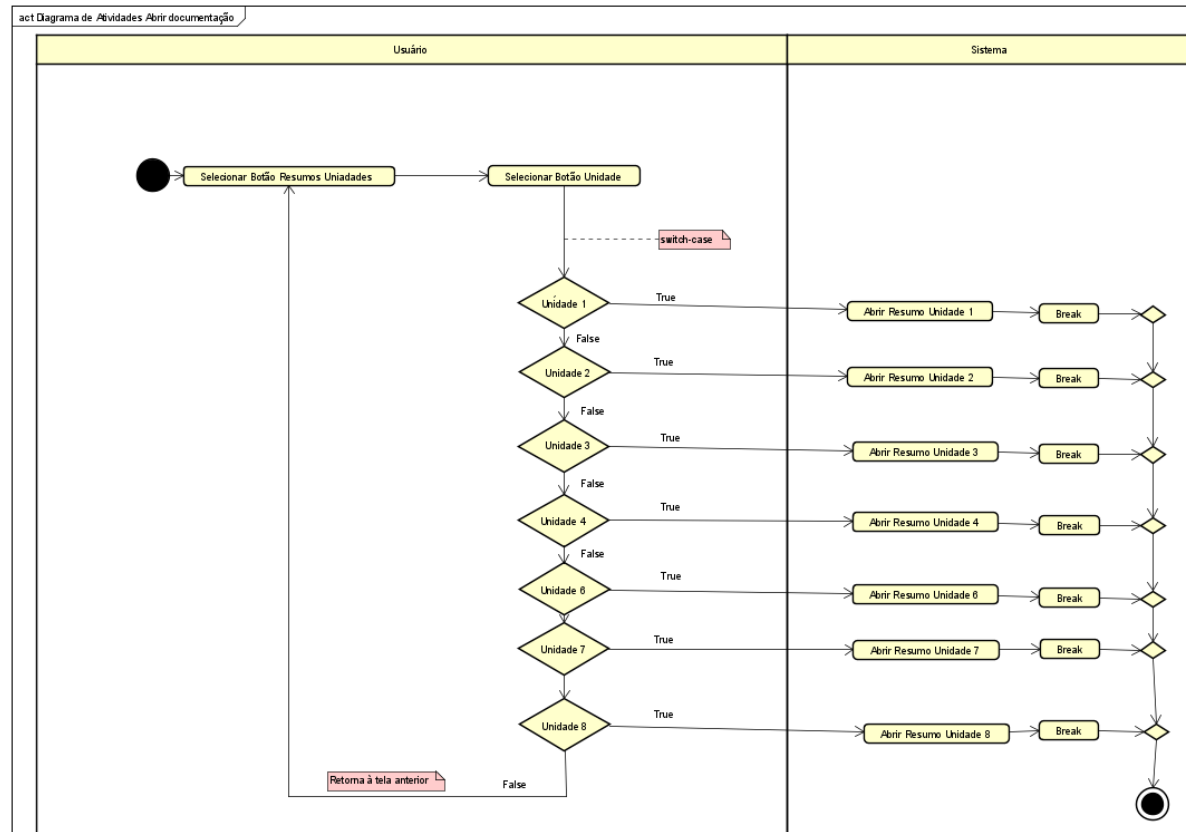 act Diagrama de Atividades Abrir documentação
Usuário
Sistema
Selecionar Botão Resumos Uniadades
Selecionar Botão Unidade
switch-case
Unidade 1
True
Abrir Resumo Unidade 1
Break
False
Unidade 2
True
Abrir Resumo Unidade 2
Break
False
Unidade 3
True
Abrir Resumo Unidade 3
Break
False
Unidade 4
True
Abrir Resumo Unidade 4
Break
False
Unidade 6
True
Abrir Resumo Unidade 6
Break
Unidade 7
True
Abrir Resumo Unidade 7
Break
Unidade 8
True
Abrir Resumo Unidade 8
Break
Retorna à tela anterior
False